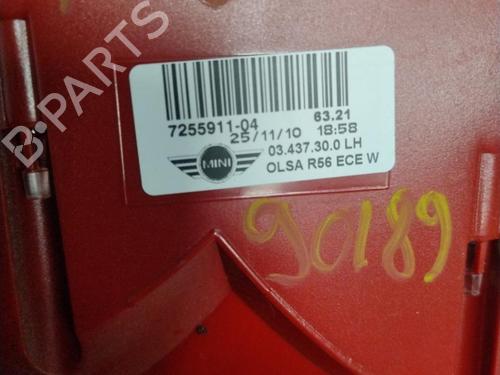 B-PARTS
7255911-04 63.21
25/11/10 18:58
MINI 03.437.30.0 LH
OLSA R56 ECE W
90189